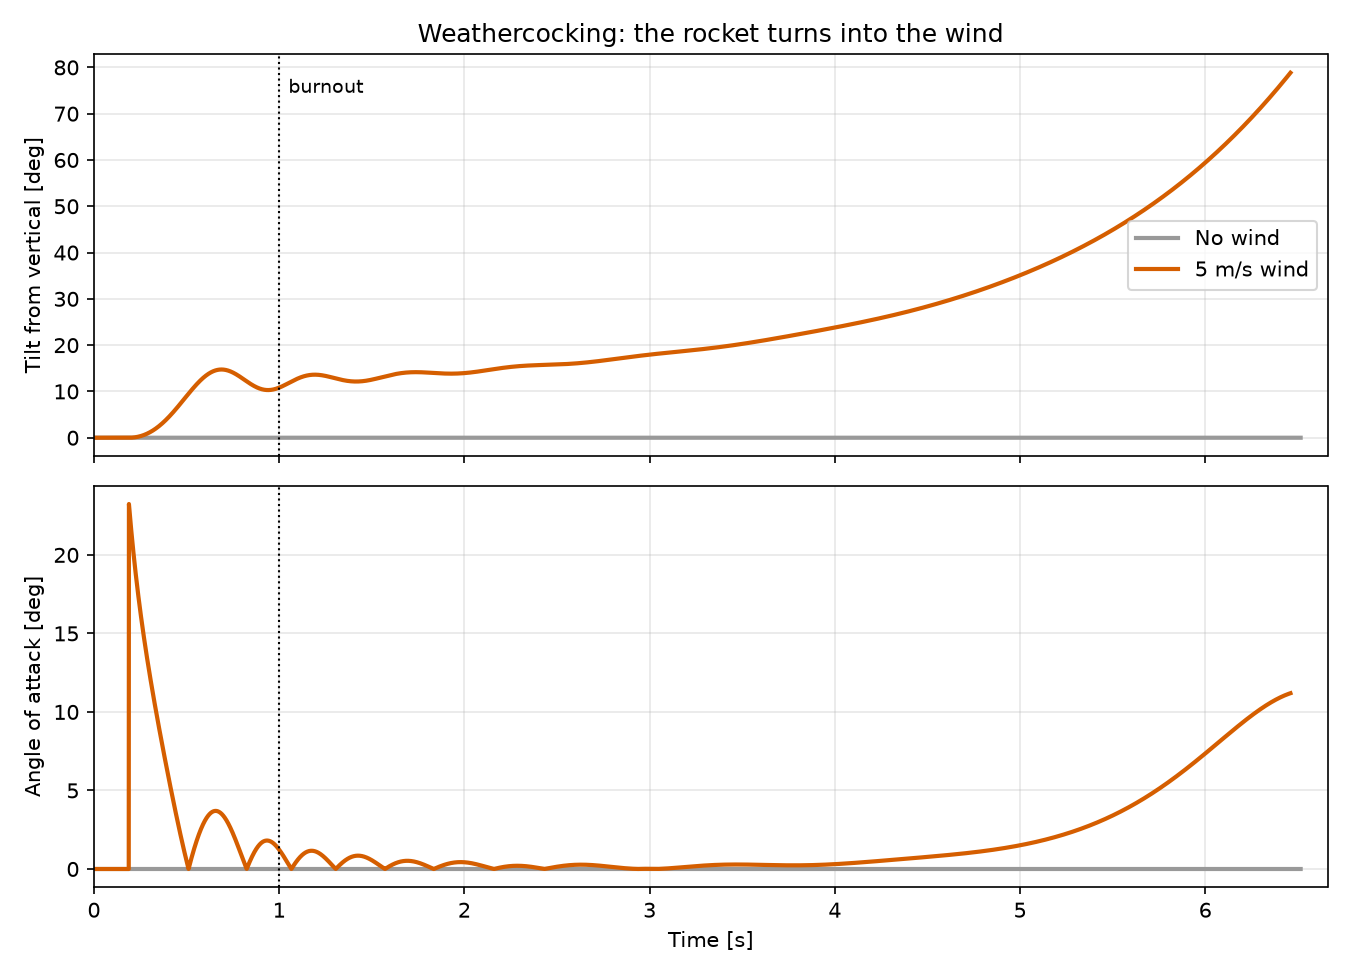 Weathercocking: the rocket turns into the wind
Tilt from vertical [deg]
80
70
60
50
40
30
20
10
0
burnout
No wind
5 m/s wind
Angle of attack [deg]
20
15
10
5
0
0 1 2 3 4 5 6
Time [s]